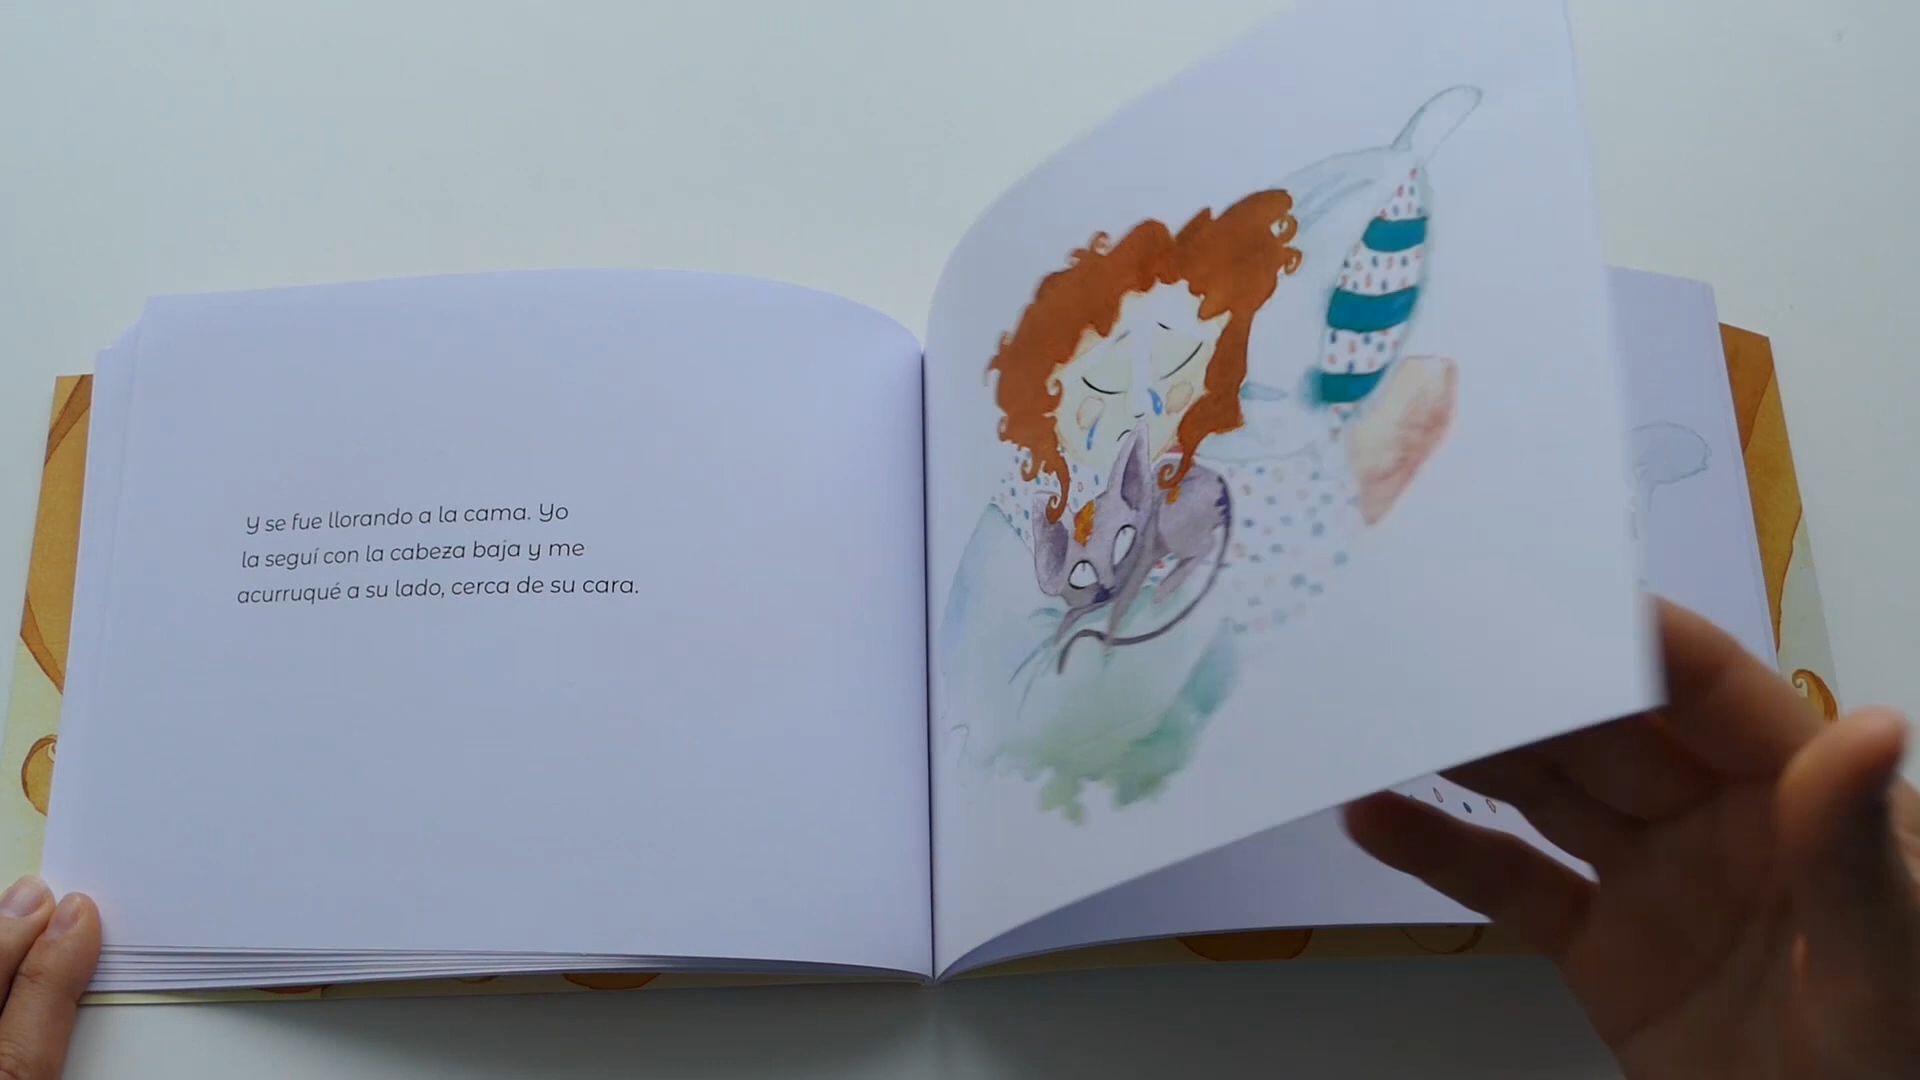 Y se fue llorando a la cama. Yo
la seguí con la cabeza baja y me
acurruqué a su lado, cerca de su cara.